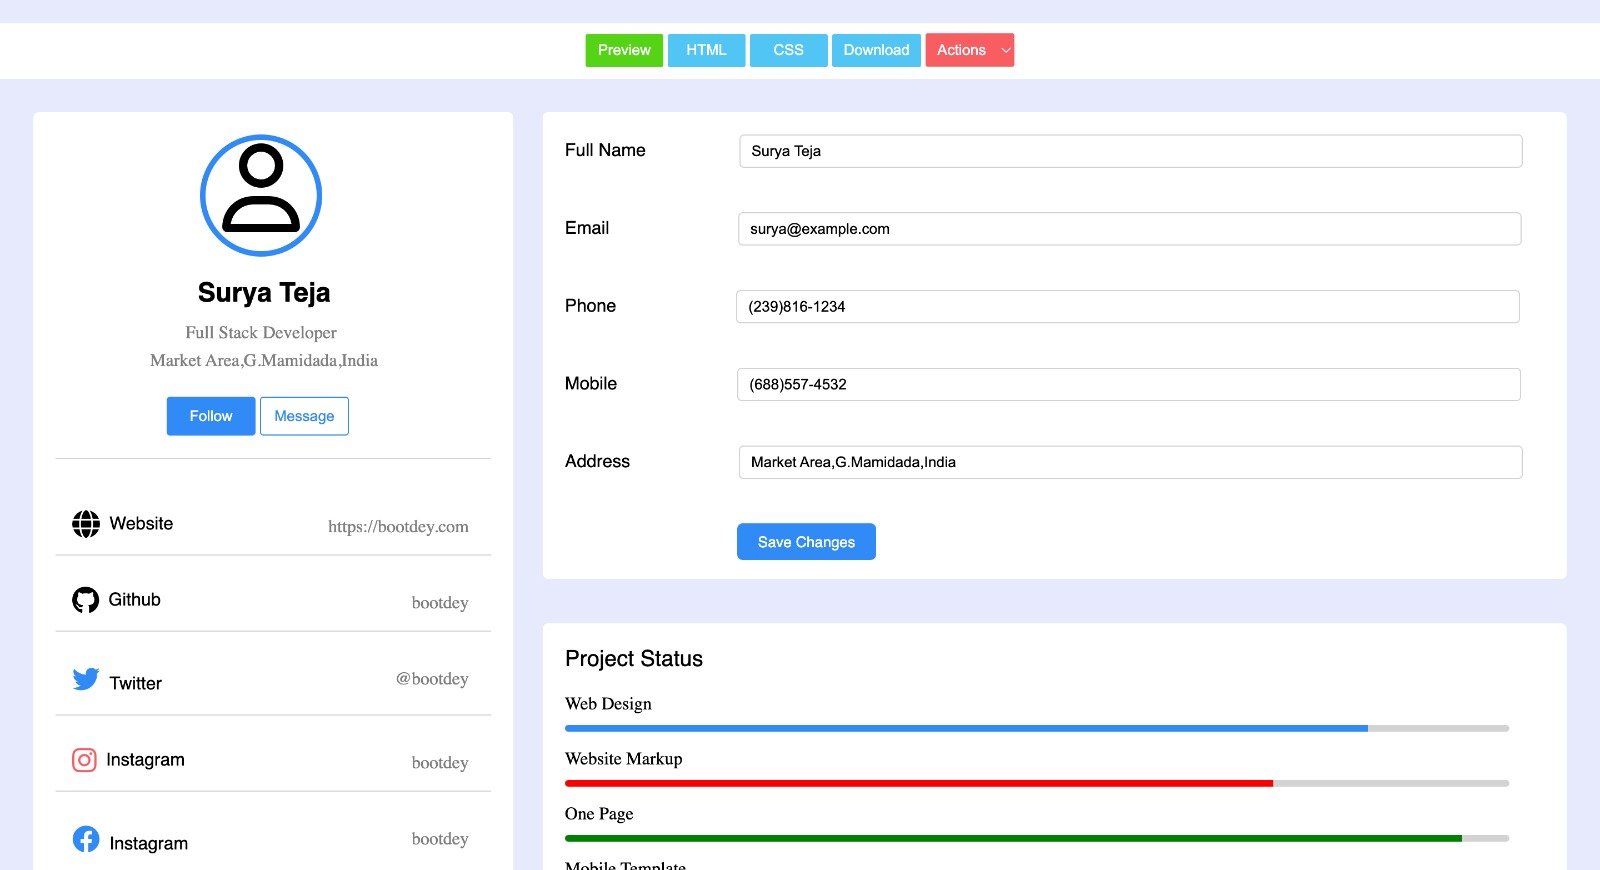 Preview HTML CSS Download Actions
Surya Teja
Full Stack Developer
Market Area,G.Mamidada,India
Follow Message
Website https://bootdey.com
Github bootdey
Twitter @bootdey
Instagram bootdey
Instagram bootdey
Full Name Surya Teja
Email surya@example.com
Phone (239)816-1234
Mobile (688)557-4532
Address Market Area,G.Mamidada,India
Save Changes
Project Status
Web Design
Website Markup
One Page
Mobile Template